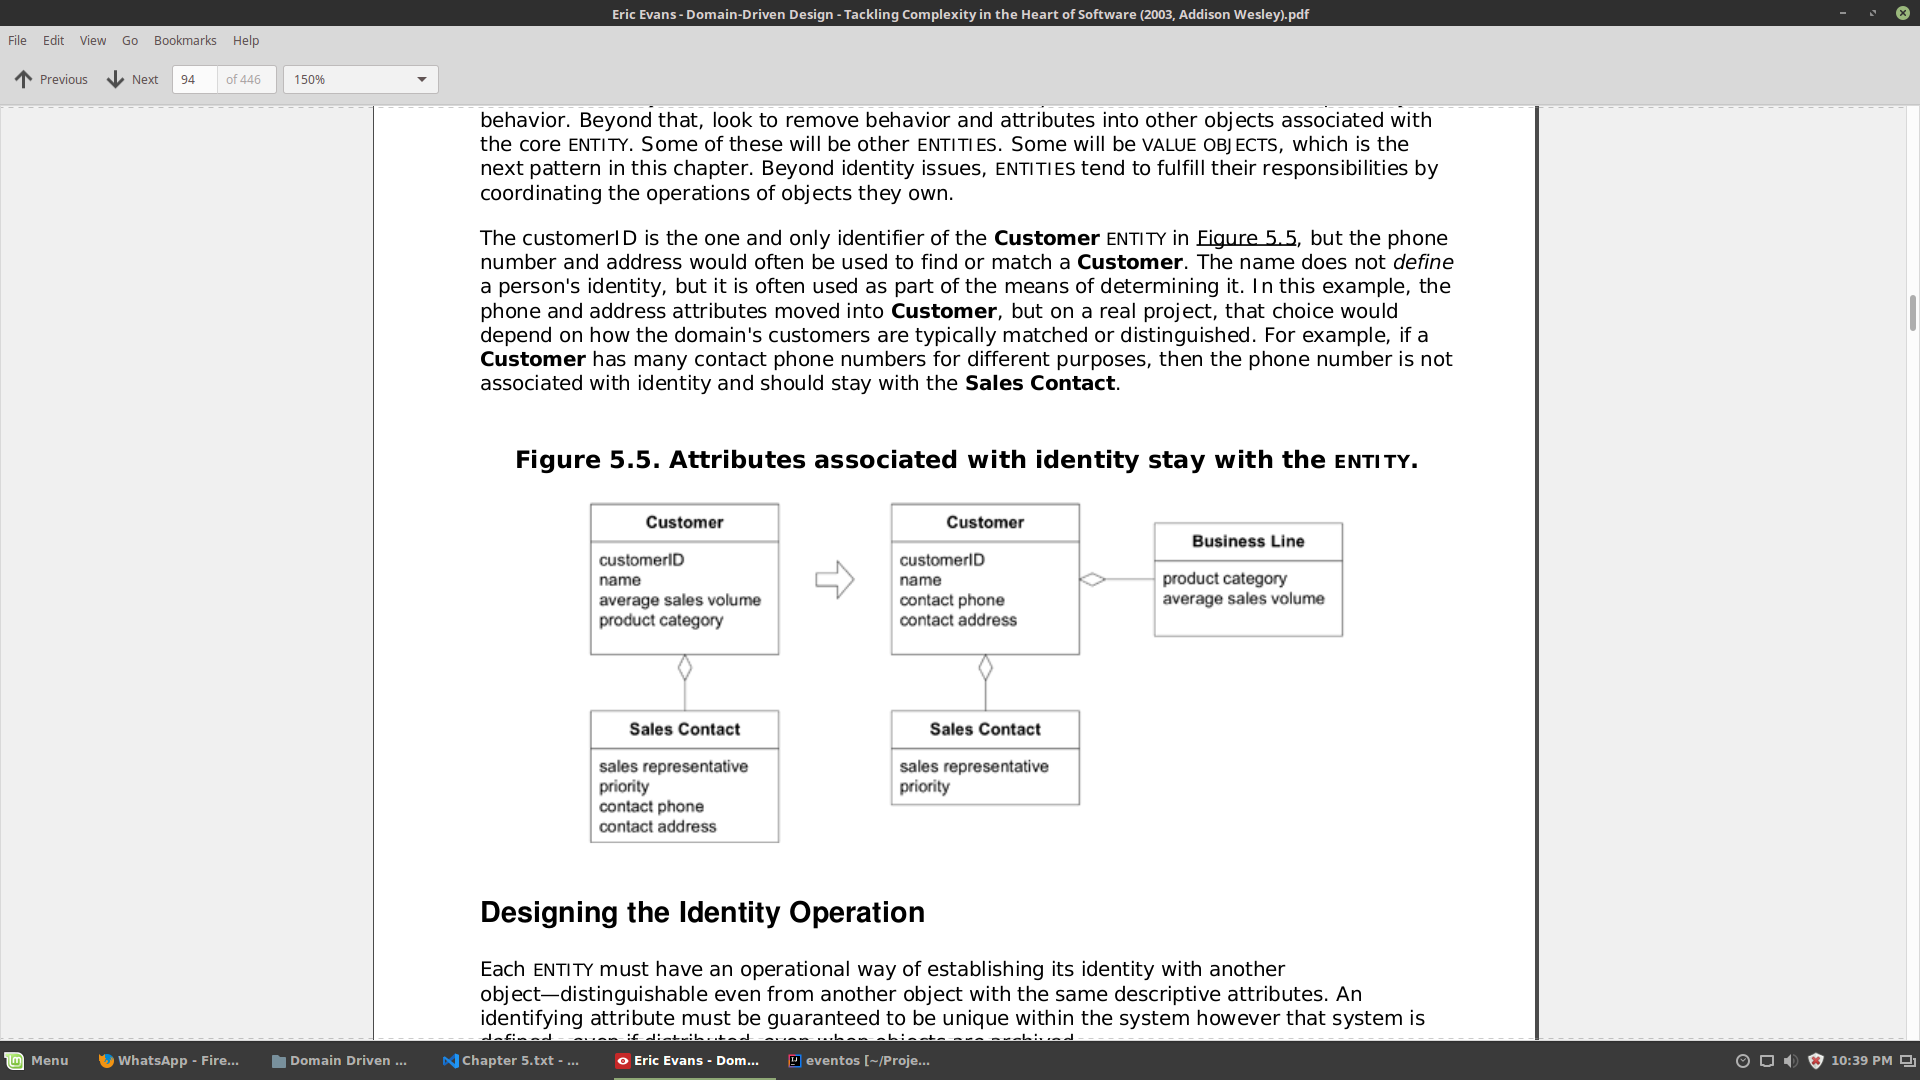 Eric Evans - Domain-Driven Design - Tackling Complexity in the Heart of Software (2003, Addison Wesley).pdf
File Edit View Go Bookmarks Help
Previous Next 94 of 446 150%
behavior. Beyond that, look to remove behavior and attributes into other objects associated with
the core ENTITY. Some of these will be other ENTITIES. Some will be VALUE OBJECTS, which is the
next pattern in this chapter. Beyond identity issues, ENTITIES tend to fulfill their responsibilities by
coordinating the operations of objects they own.
The customerID is the one and only identifier of the Customer ENTITY in Figure 5.5, but the phone
number and address would often be used to find or match a Customer. The name does not define
a person's identity, but it is often used as part of the means of determining it. In this example, the
phone and address attributes moved into Customer, but on a real project, that choice would
depend on how the domain's customers are typically matched or distinguished. For example, if a
Customer has many contact phone numbers for different purposes, then the phone number is not
associated with identity and should stay with the Sales Contact.
Figure 5.5. Attributes associated with identity stay with the ENTITY.
Customer
customerID
name
average sales volume
product category
Sales Contact
sales representative
priority
contact phone
contact address
Customer
customerID
name
contact phone
contact address
Sales Contact
sales representative
priority
Business Line
product category
average sales volume
Designing the Identity Operation
Each ENTITY must have an operational way of establishing its identity with another
object—distinguishable even from another object with the same descriptive attributes. An
identifying attribute must be guaranteed to be unique within the system however that system is
defined—even if distributed, even when objects are archived.
Menu WhatsApp - Fire... Domain Driven ... Chapter 5.txt - ... Eric Evans - Dom... eventos [~/Proje... 10:39 PM